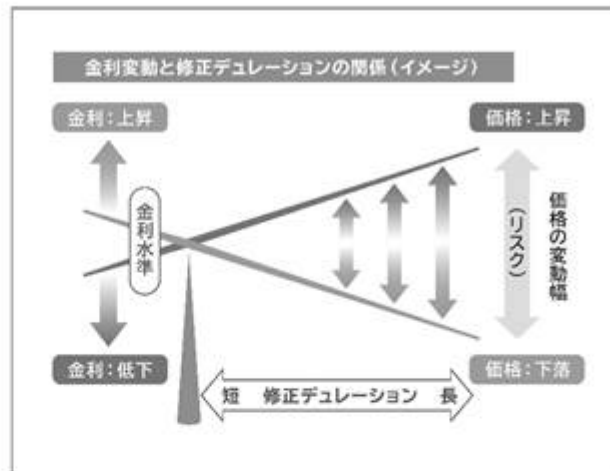 金利変動と修正デュレーションの関係(イメージ)
金利:上昇
価格:上昇
金利水準
価格の変動幅
(リスク)
金利:低下
価格:下落
短 修正デュレーション 長